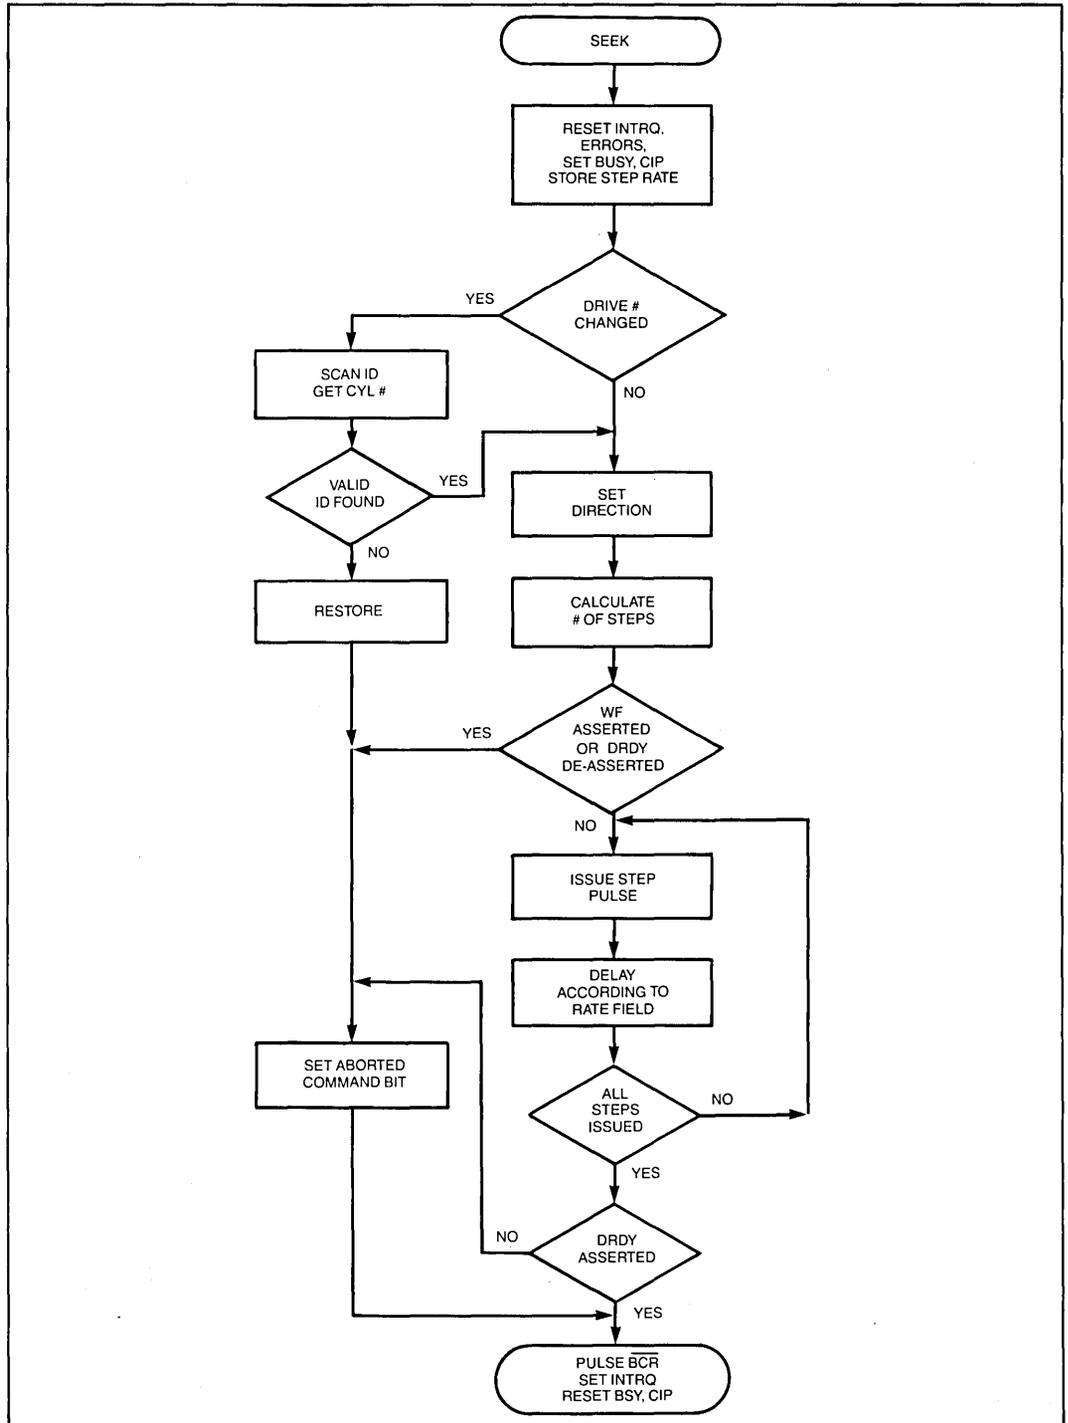 SEEK
RESET INTRQ,
ERRORS,
SET BUSY, CIP
STORE STEP RATE
DRIVE #
CHANGED
YES
NO
SCAN ID
GET CYL #
VALID
ID FOUND
YES
NO
RESTORE
SET
DIRECTION
CALCULATE
# OF STEPS
WF
ASSERTED
OR DRDY
DE-ASSERTED
YES
NO
ISSUE STEP
PULSE
DELAY
ACCORDING TO
RATE FIELD
SET ABORTED
COMMAND BIT
ALL
STEPS
ISSUED
NO
YES
DRDY
ASSERTED
NO
YES
PULSE B̅C̅R̅
SET INTRQ
RESET BSY, CIP